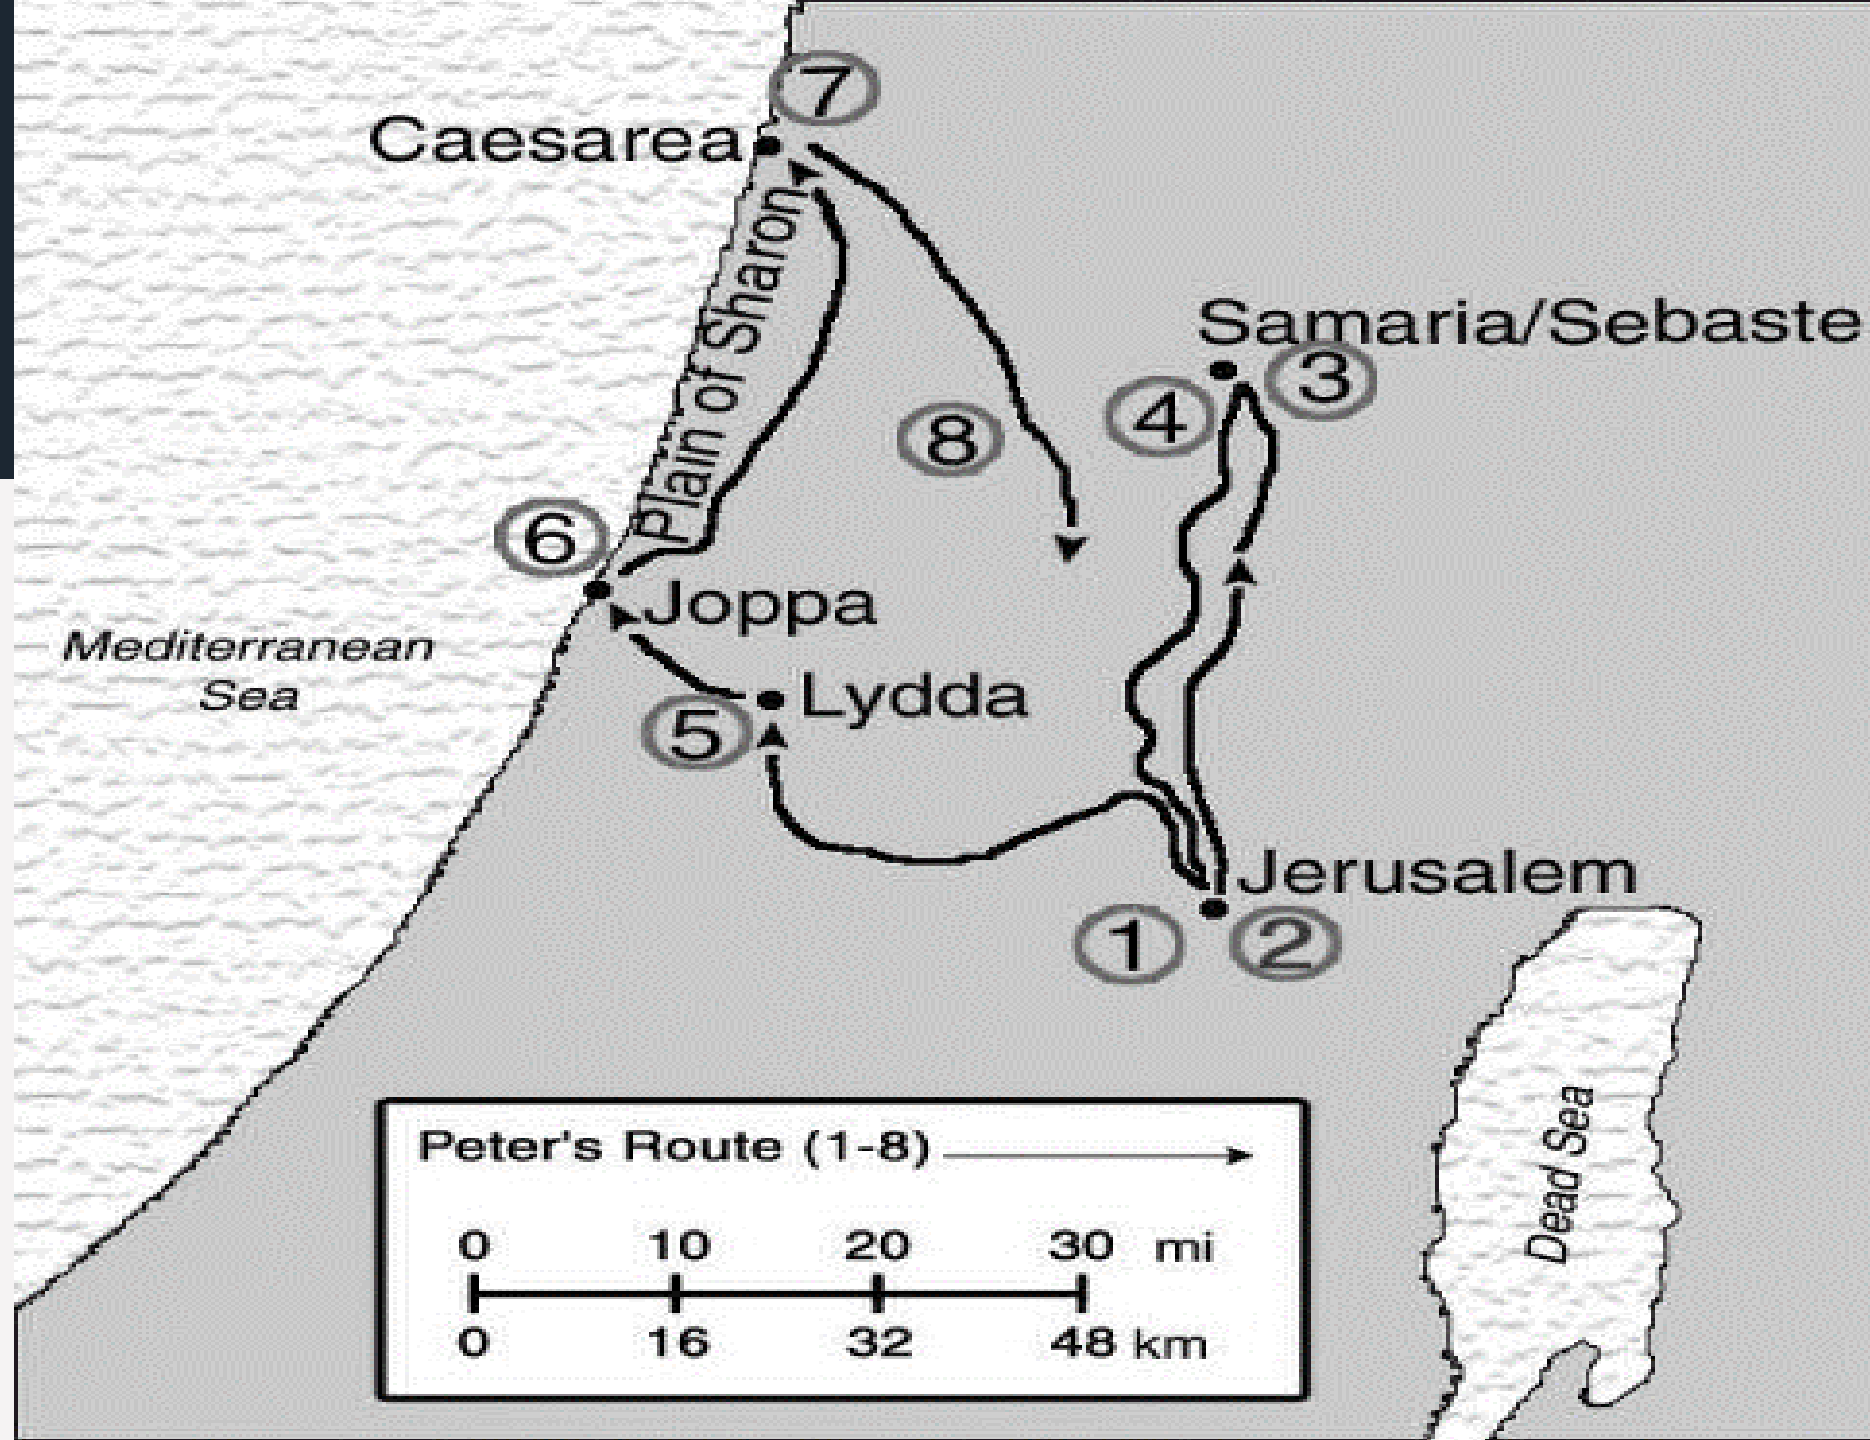 7
Caesarea
Plain of Sharon
Samaria/Sebaste
3
4
8
6
Joppa
Mediterranean
Sea
Lydda
5
Jerusalem
1 2
Dead Sea
Peter's Route (1-8)
0 10 20 30 mi
0 16 32 48 km